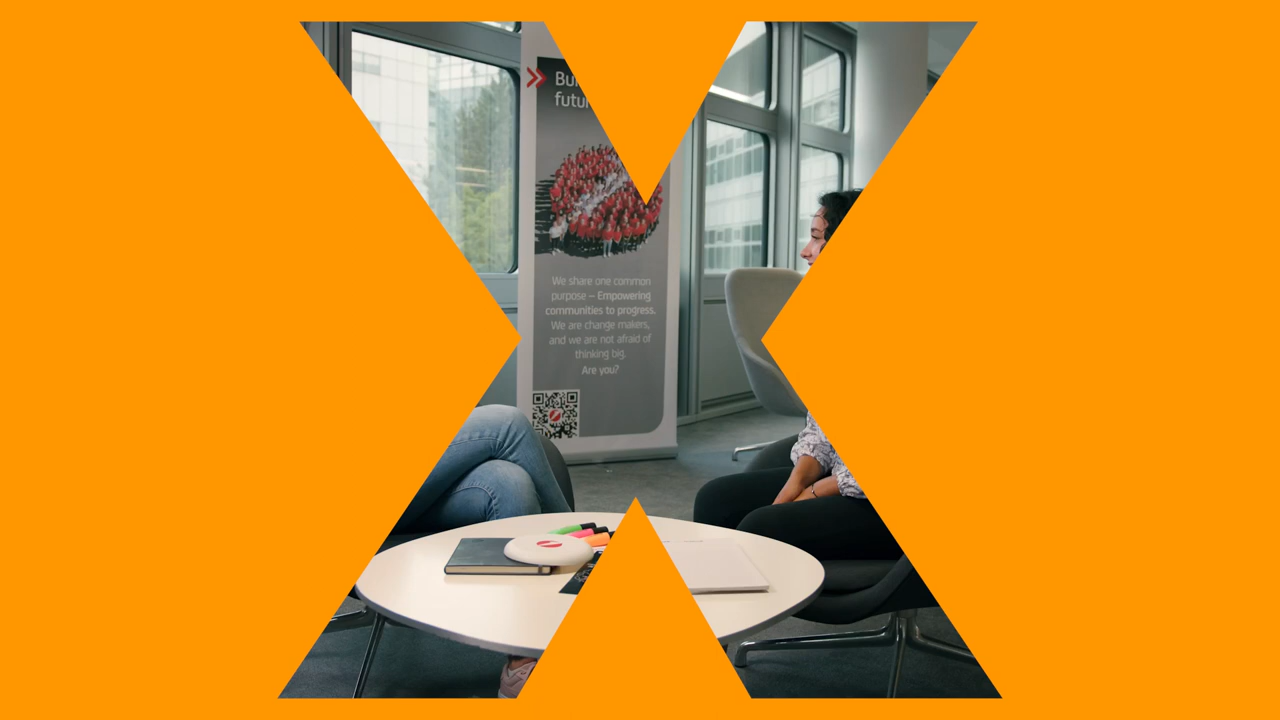 We share one common
purpose – Empowering
communities to progress.
We are change makers,
and we are not afraid of
thinking big.
Are you?